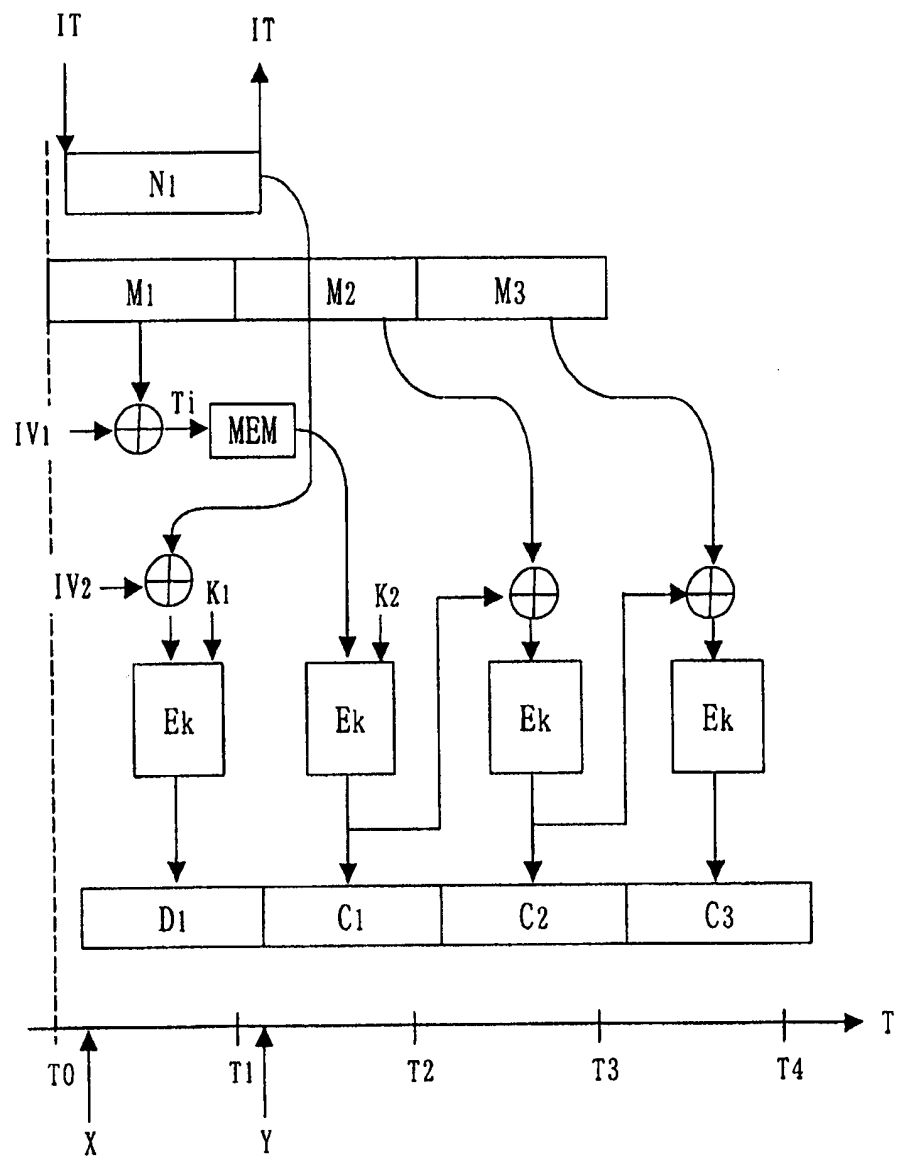 IT IT
N1
M1 M2 M3
IV1 Ti MEM
IV2 K1 K2
Ek Ek Ek Ek
D1 C1 C2 C3
T
T0 T1 T2 T3 T4
X Y